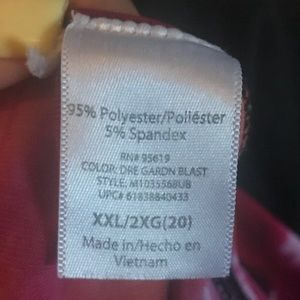 95% Polyester/Poliéster
5% Spandex
RN# 95619
COLOR: DRE GARDN BLAST
STYLE: M1035568UB
UPC# 61838840433
XXL/2XG(20)
Made in/Hecho en
Vietnam